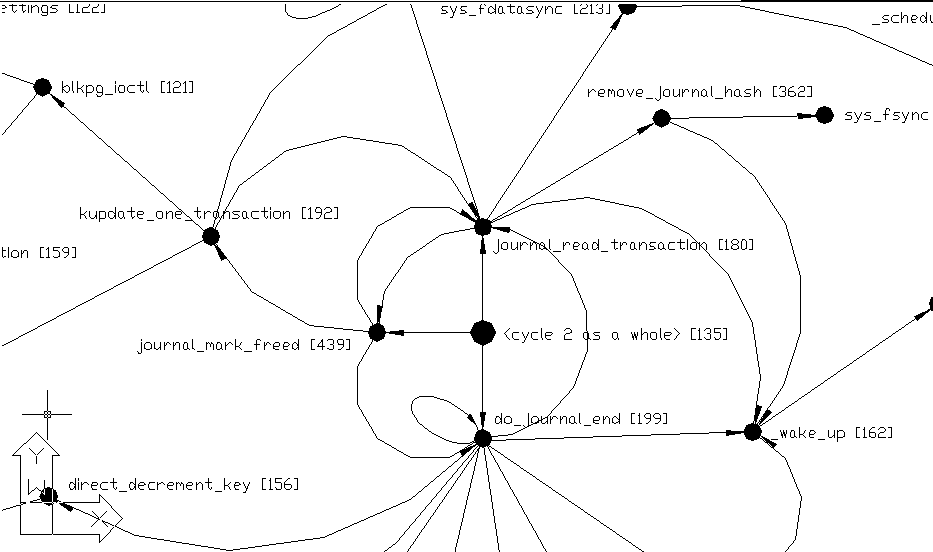 ettings [122]
sys_fdatasync [213]
_schedu
blkpg_ioctl [121]
remove_journal_hash [362]
sys_fsync
kupdate_one_transaction [192]
tion [159]
journal_read_transaction [180]
journal_mark_freed [439]
<cycle 2 as a whole> [135]
do_journal_end [199]
_wake_up [162]
Y
W
direct_decrement_key [156]
X